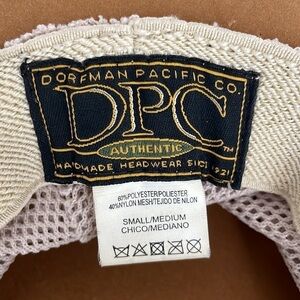 DORFMAN PACIFIC CO.
DPC
AUTHENTIC
TM
HANDMADE HEADWEAR SINCE 1921
60%POLYESTER/POLIESTER
40%NYLON MESH/TEJIDO DE NILON
SMALL/MEDIUM
CHICO/MEDIANO